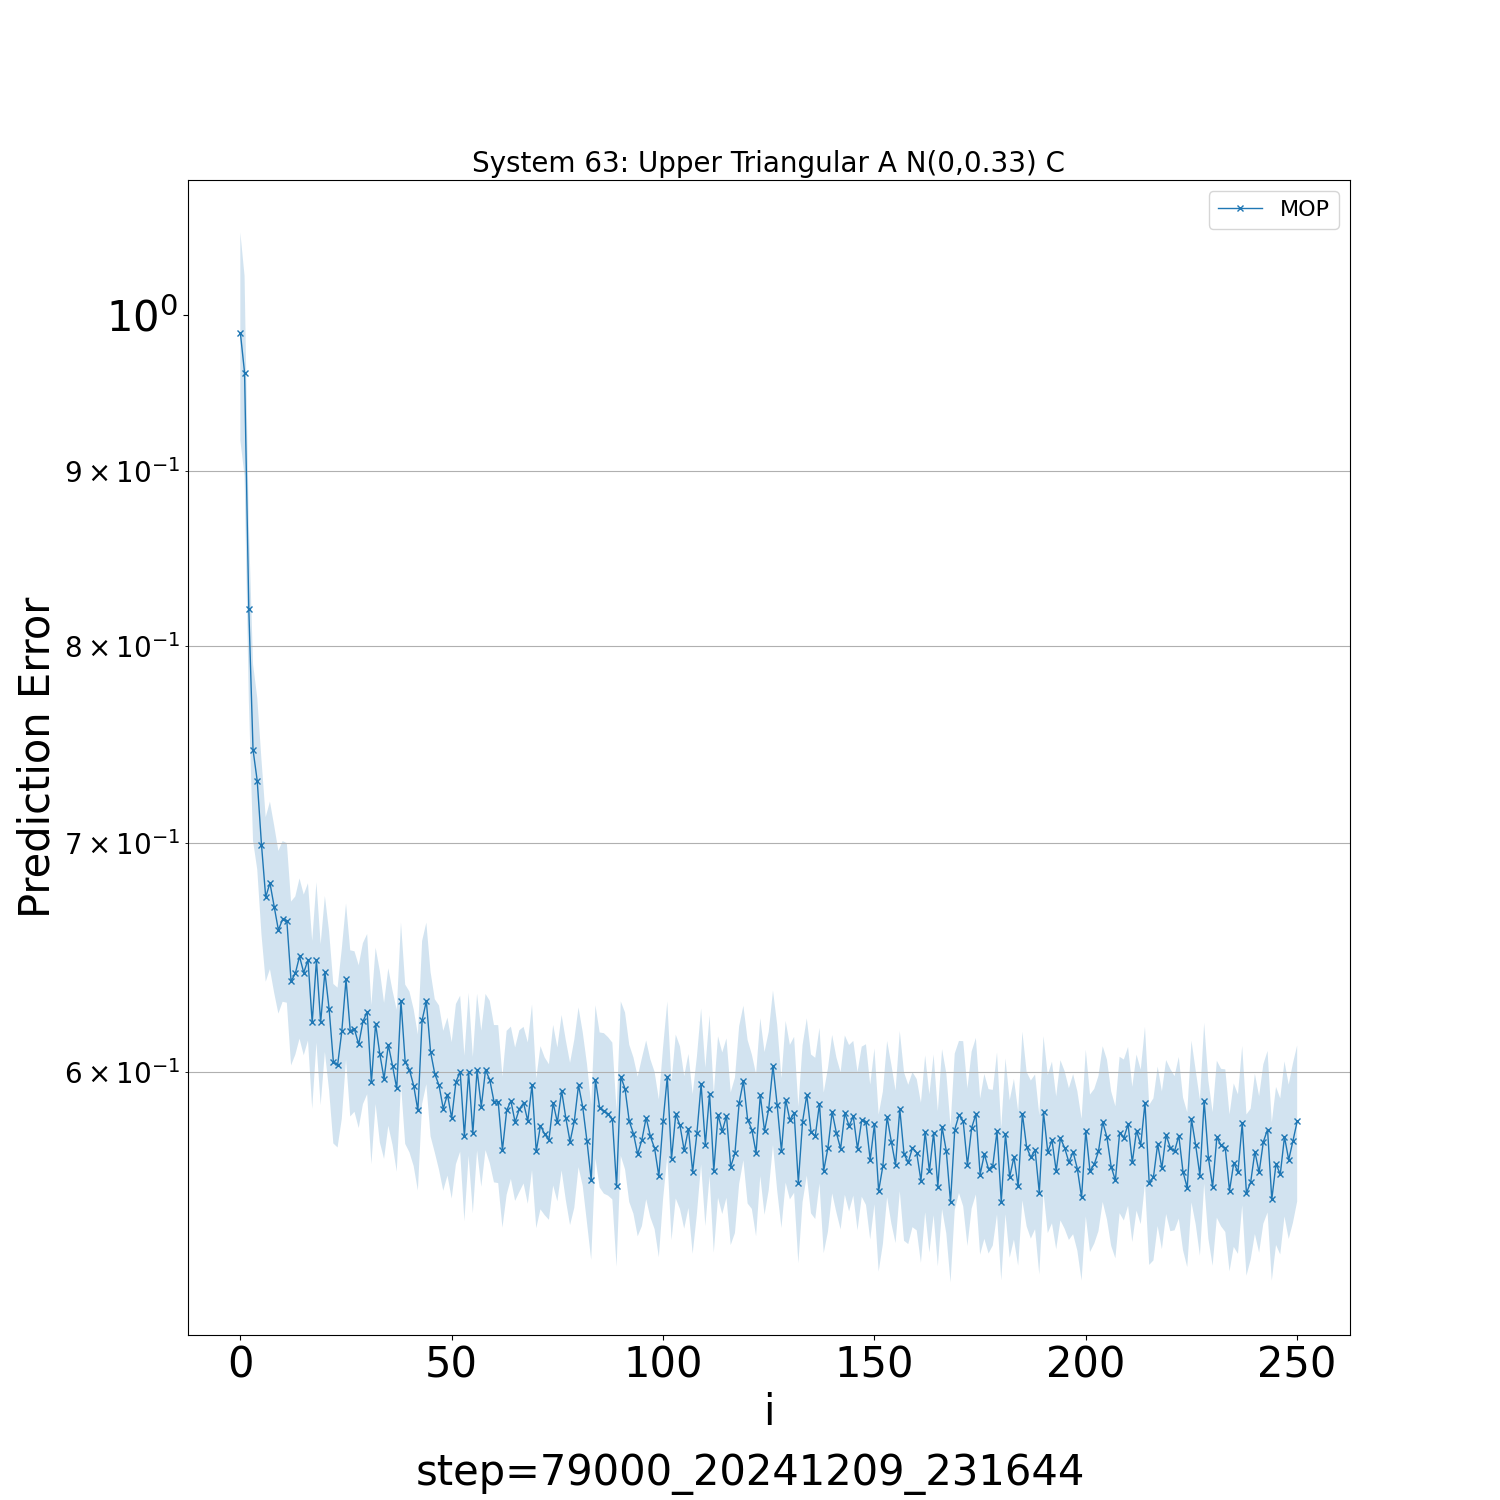 System 63: Upper Triangular A N(0,0.33) C
MOP
10⁰
9 × 10⁻¹
8 × 10⁻¹
7 × 10⁻¹
6 × 10⁻¹
Prediction Error
0 50 100 150 200 250
i
step=79000_20241209_231644